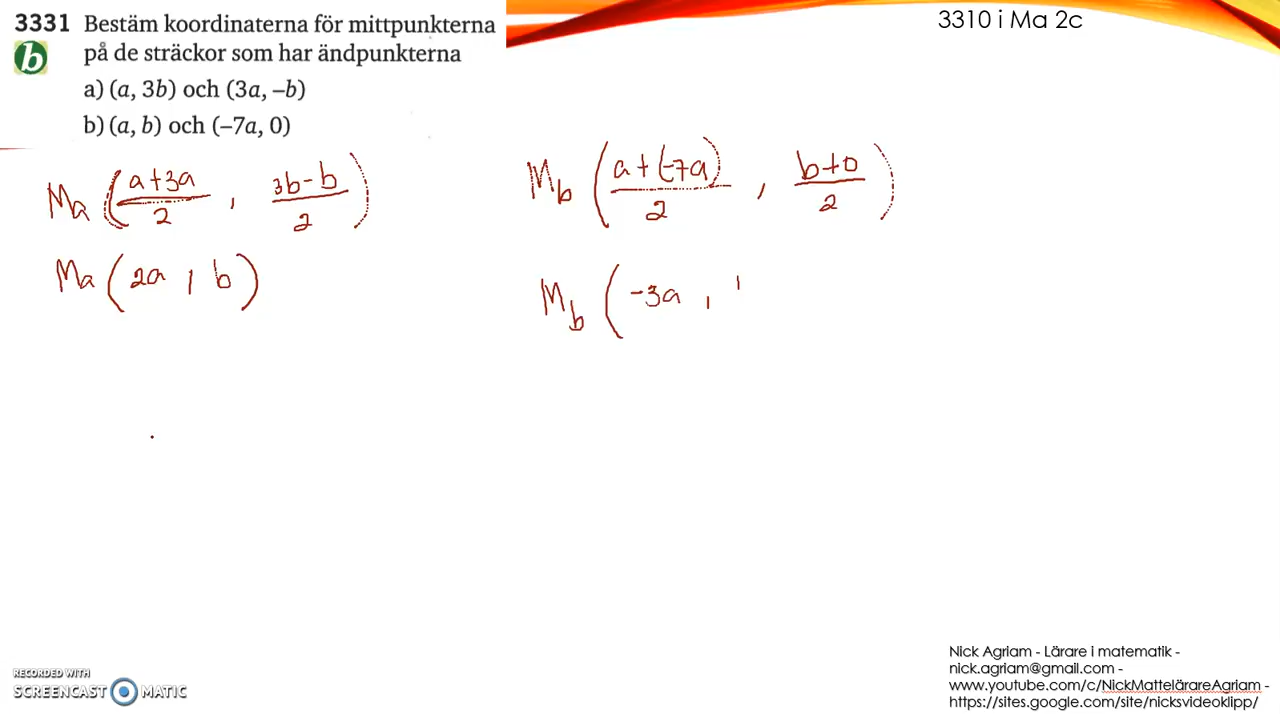 3331 Bestäm koordinaterna för mittpunkterna
b på de sträckor som har ändpunkterna
a) (a, 3b) och (3a, –b)
b) (a, b) och (–7a, 0)
3310 i Ma 2c
Ma ( a+3a / 2 , 3b-b / 2 )
Ma ( 2a , b )
Mb ( a+(-7a) / 2 , b+0 / 2 )
Mb ( -3a ,
RECORDED WITH
SCREENCAST MATIC
Nick Agriam - Lärare i matematik -
nick.agriam@gmail.com -
www.youtube.com/c/NickMattelärareAgriam -
https://sites.google.com/site/nicksvideoklipp/